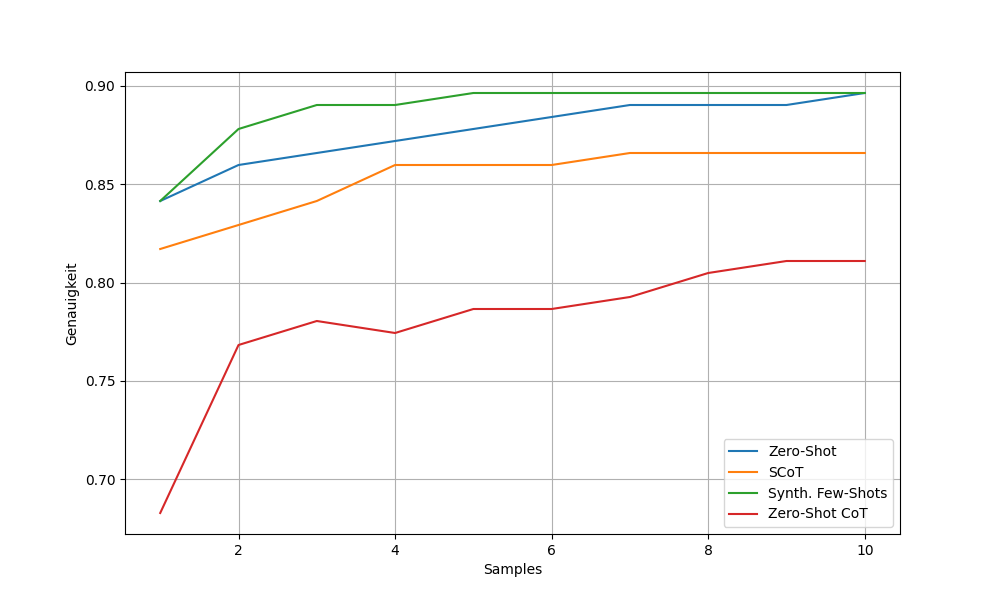 0.90
0.85
0.80
0.75
0.70
Genauigkeit
2 4 6 8 10
Samples
Zero-Shot
SCoT
Synth. Few-Shots
Zero-Shot CoT